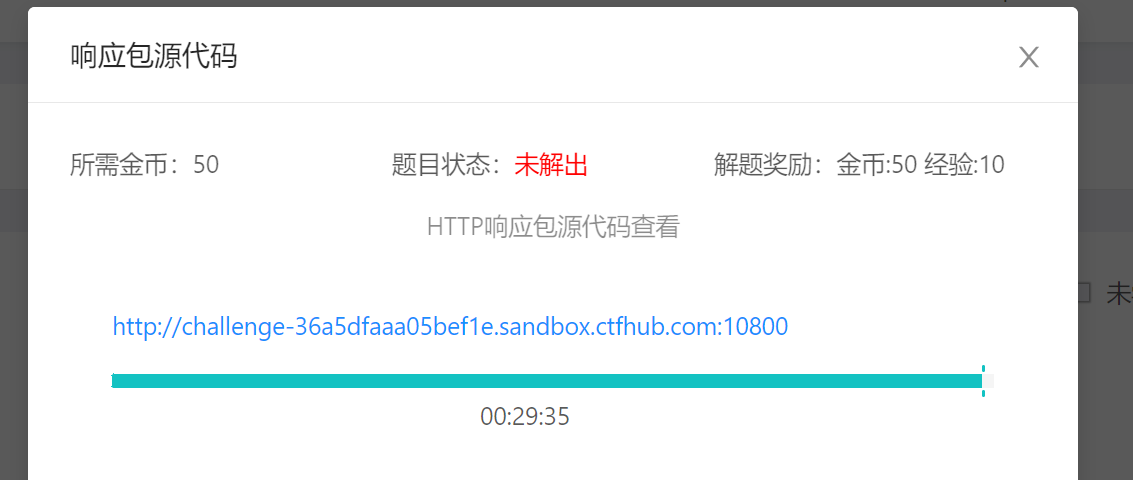 响应包源代码
所需金币：50 题目状态：未解出 解题奖励：金币:50 经验:10
HTTP响应包源代码查看
未
http://challenge-36a5dfaaa05bef1e.sandbox.ctfhub.com:10800
00:29:35